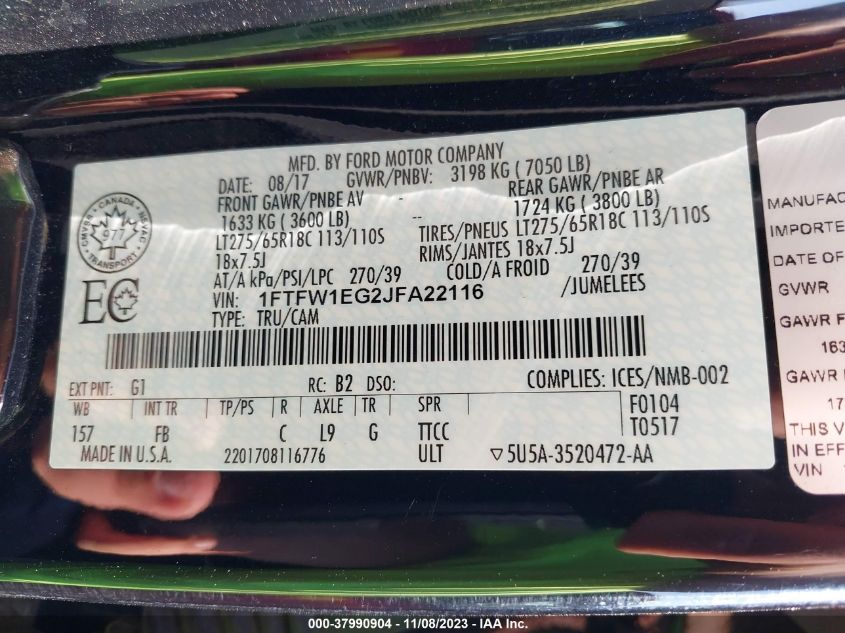 MFD. BY FORD MOTOR COMPANY
DATE: 08/17 GVWR/PNBV: 3198 KG ( 7050 LB)
FRONT GAWR/PNBE AV REAR GAWR/PNBE AR
1633 KG ( 3600 LB) -- 1724 KG ( 3800 LB)
LT275/65R18C 113/110S TIRES/PNEUS LT275/65R18C 113/110S
18x7.5J RIMS/JANTES 18x7.5J
AT/A kPa/PSI/LPC 270/39 COLD/A FROID 270/39
VIN: 1FTFW1EG2JFA22116 /JUMELEES
TYPE: TRU/CAM
CANADA
TRANSPORT
677
EC
EXT PNT: G1 RC: B2 DSO: COMPLIES: ICES/NMB-002
WB INT TR TP/PS R AXLE TR SPR F0104
157 FB C L9 G TTCC T0517
MADE IN U.S.A. 2201708116776 ULT ▽5U5A-3520472-AA
MANUFAC
IMPORTE
DATE OF
GVWR
GAWR F
163
GAWR
17
THIS V
IN EFF
VIN
000-37990904 - 11/08/2023 - IAA Inc.